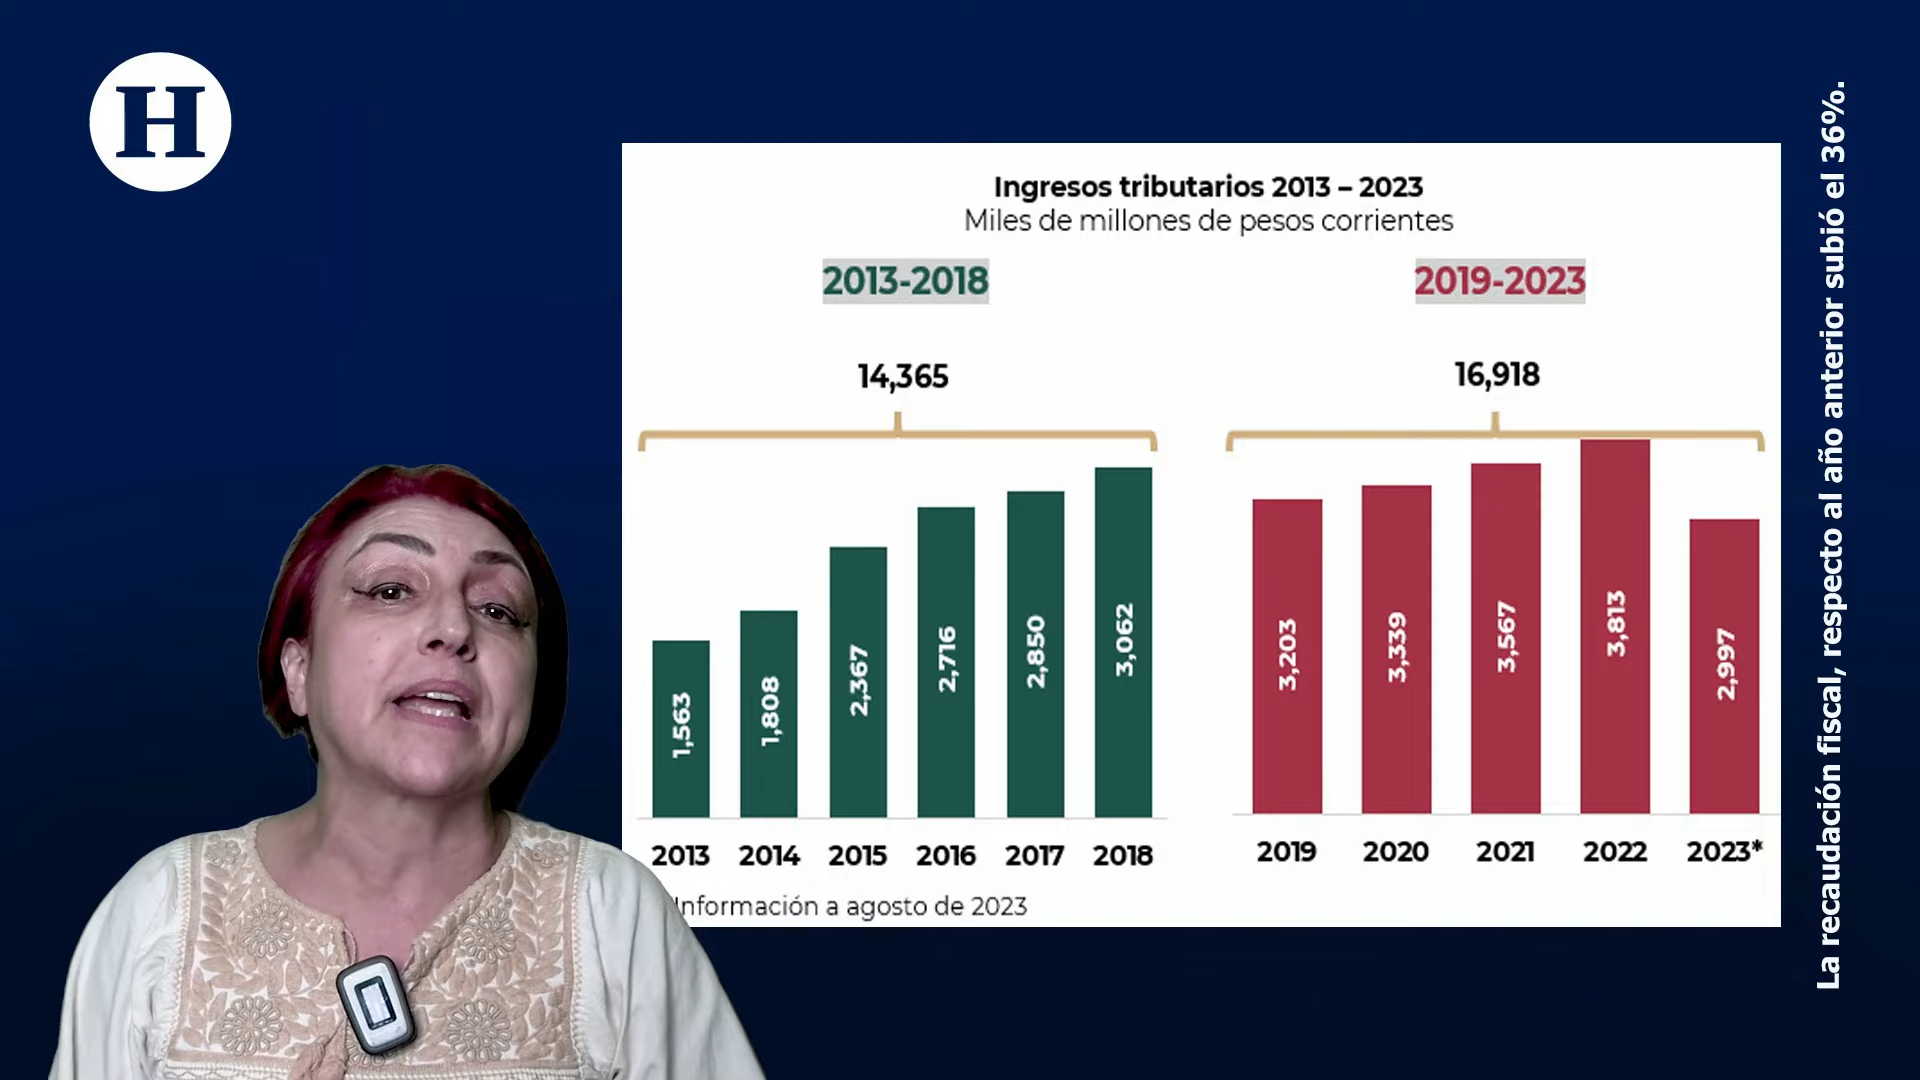 H
Ingresos tributarios 2013 – 2023
Miles de millones de pesos corrientes
2013-2018
2019-2023
14,365
16,918
1,563
1,808
2,367
2,716
2,850
3,062
3,203
3,339
3,567
3,813
2,997
2013 2014 2015 2016 2017 2018
2019 2020 2021 2022 2023*
Información a agosto de 2023
La recaudación fiscal, respecto al año anterior subió el 36%.